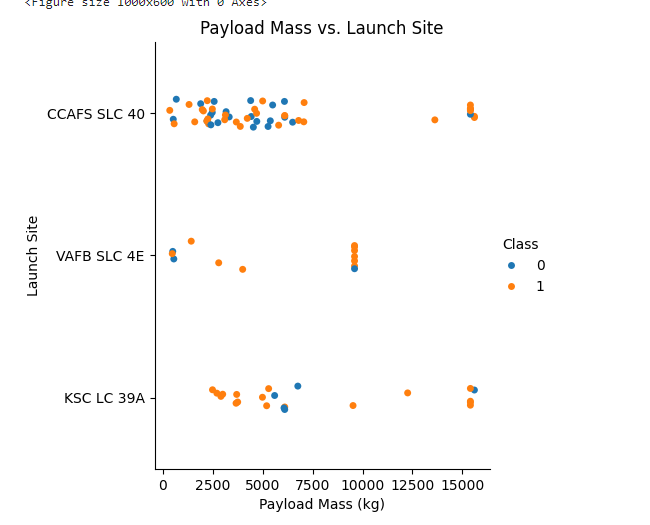 <Figure size 1000x600 with 0 Axes>
Payload Mass vs. Launch Site
CCAFS SLC 40
VAFB SLC 4E
KSC LC 39A
Launch Site
Class
0
1
0 2500 5000 7500 10000 12500 15000
Payload Mass (kg)